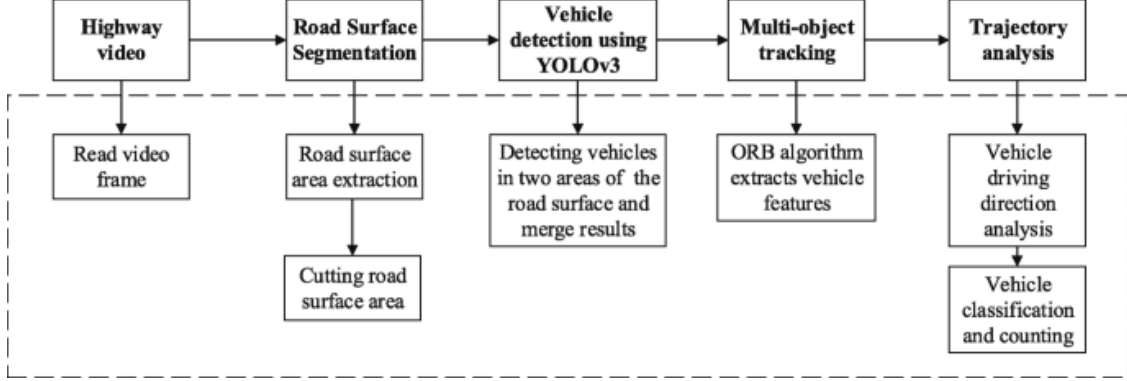 Highway
video
Road Surface
Segmentation
Vehicle
detection using
YOLOv3
Multi-object
tracking
Trajectory
analysis
Read video
frame
Road surface
area extraction
Cutting road
surface area
Detecting vehicles
in two areas of the
road surface and
merge results
ORB algorithm
extracts vehicle
features
Vehicle
driving
direction
analysis
Vehicle
classification
and counting